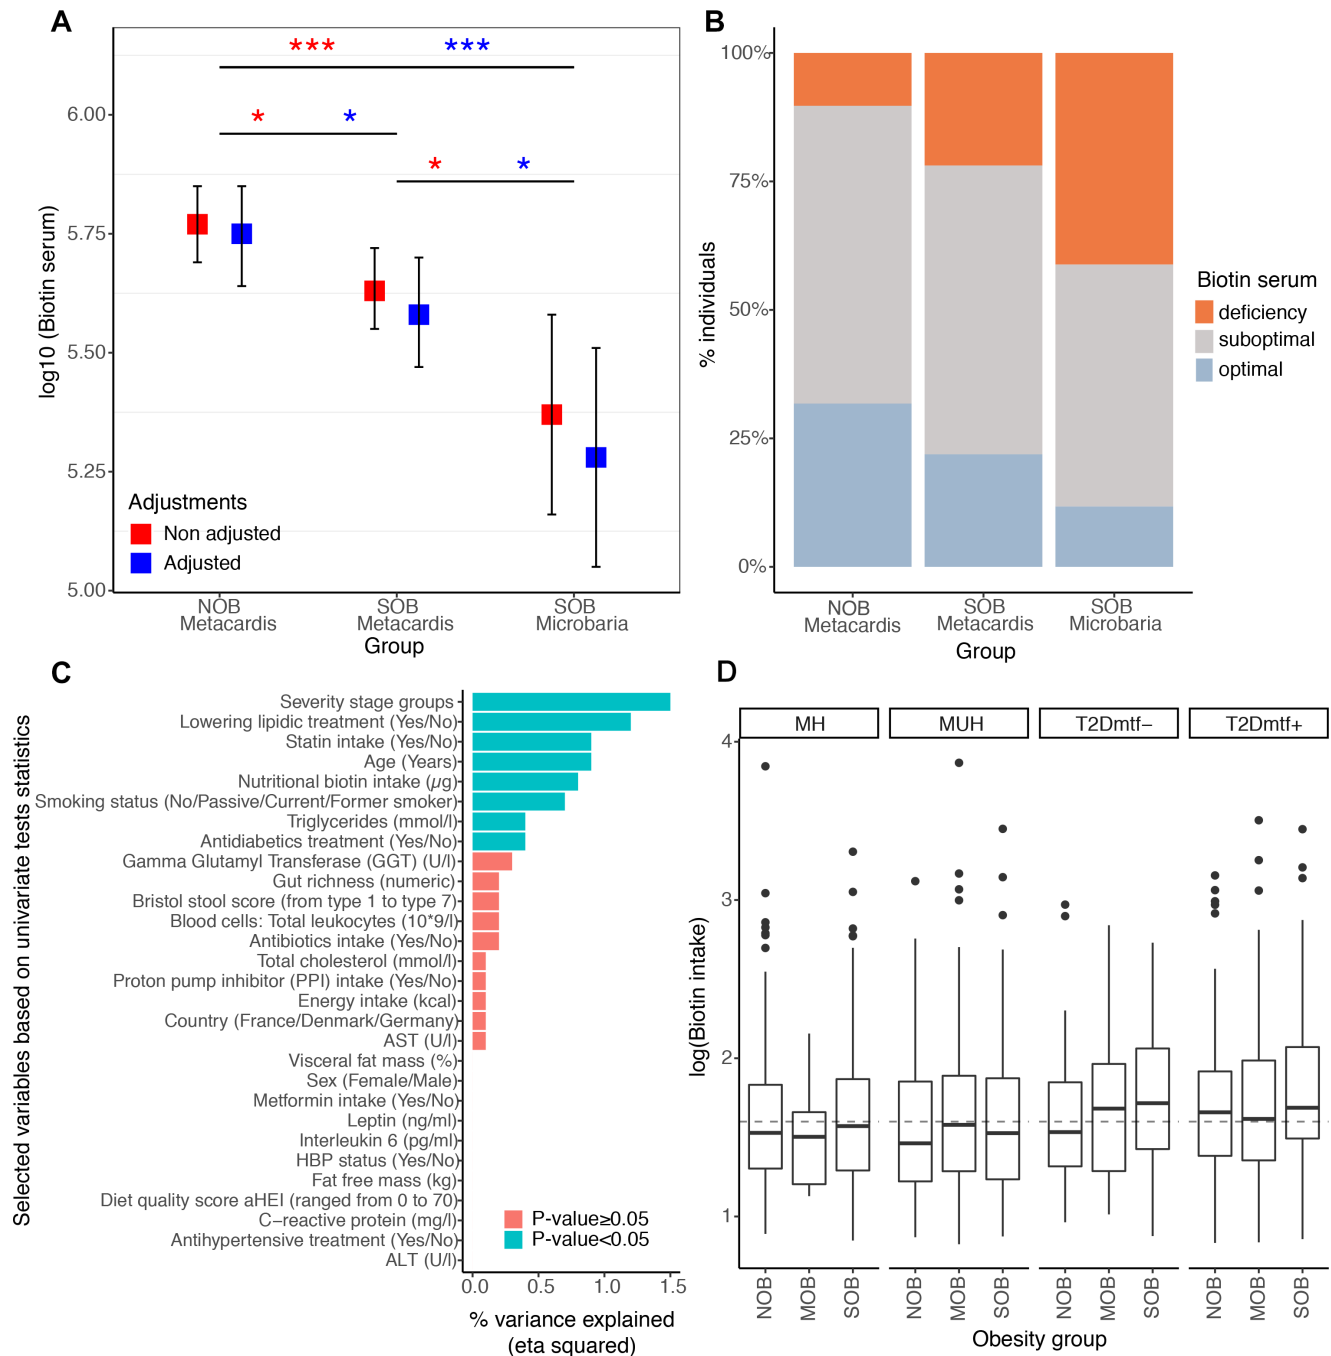 A
***
***
*
*
*
*
6.00
5.75
5.50
5.25
5.00
log10 (Biotin serum)
Adjustments
Non adjusted
Adjusted
NOB
Metacardis
SOB
Metacardis
SOB
Microbaria
Group
B
100%
75%
50%
25%
0%
% individuals
Biotin serum
deficiency
suboptimal
optimal
NOB
Metacardis
SOB
Metacardis
SOB
Microbaria
Group
C
Selected variables based on univariate tests statistics
Severity stage groups
Lowering lipidic treatment (Yes/No)
Statin intake (Yes/No)
Age (Years)
Nutritional biotin intake (µg)
Smoking status (No/Passive/Current/Former smoker)
Triglycerides (mmol/l)
Antidiabetics treatment (Yes/No)
Gamma Glutamyl Transferase (GGT) (U/l)
Gut richness (numeric)
Bristol stool score (from type 1 to type 7)
Blood cells: Total leukocytes (10*9/l)
Antibiotics intake (Yes/No)
Total cholesterol (mmol/l)
Proton pump inhibitor (PPI) intake (Yes/No)
Energy intake (kcal)
Country (France/Denmark/Germany)
AST (U/l)
Visceral fat mass (%)
Sex (Female/Male)
Metformin intake (Yes/No)
Leptin (ng/ml)
Interleukin 6 (pg/ml)
HBP status (Yes/No)
Fat free mass (kg)
Diet quality score aHEI (ranged from 0 to 70)
C−reactive protein (mg/l)
Antihypertensive treatment (Yes/No)
ALT (U/l)
P-value≥0.05
P-value<0.05
0.0 0.5 1.0 1.5
% variance explained
(eta squared)
D
MH MUH T2Dmtf− T2Dmtf+
4
3
2
1
log(Biotin intake)
NOB MOB SOB NOB MOB SOB NOB MOB SOB NOB MOB SOB
Obesity group